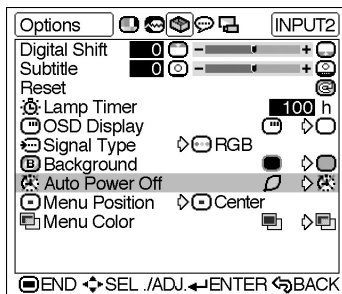 Options INPUT2
Digital Shift 0 - +
Subtitle 0 - +
Reset
Lamp Timer 100 h
OSD Display
Signal Type RGB
B Background
Auto Power Off
Menu Position Center
Menu Color
END SEL./ADJ. ENTER BACK